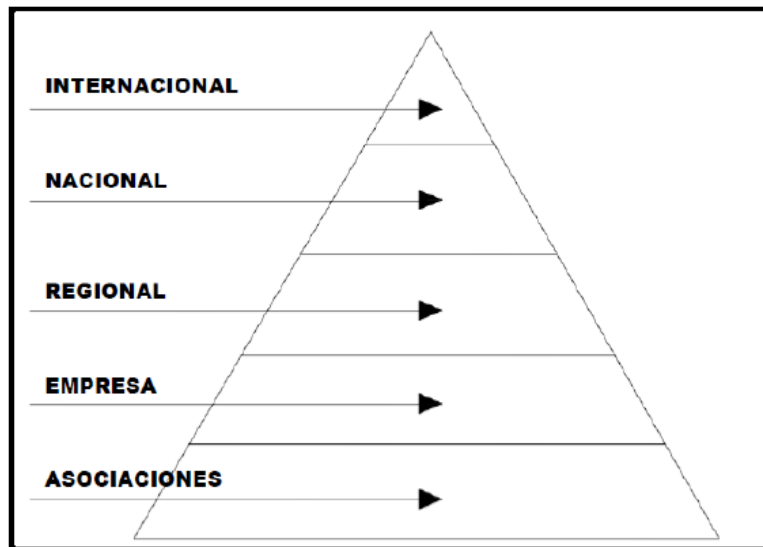 INTERNACIONAL
NACIONAL
REGIONAL
EMPRESA
ASOCIACIONES